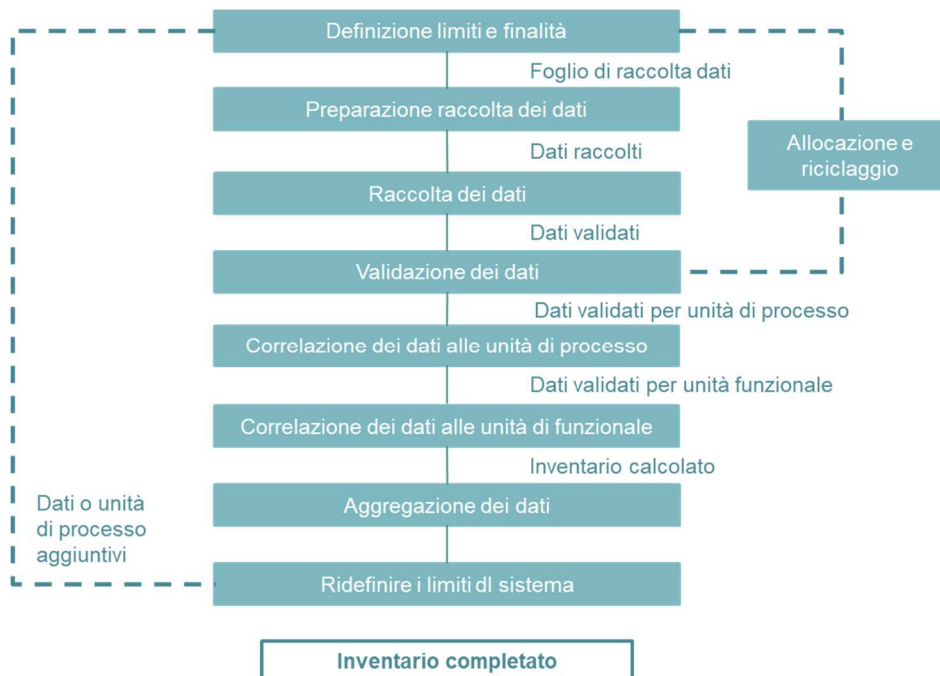 Definizione limiti e finalità
Foglio di raccolta dati
Preparazione raccolta dei dati
Allocazione e
riciclaggio
Dati raccolti
Raccolta dei dati
Dati validati
Validazione dei dati
Dati validati per unità di processo
Correlazione dei dati alle unità di processo
Dati validati per unità funzionale
Correlazione dei dati alle unità di funzionale
Inventario calcolato
Aggregazione dei dati
Dati o unità
di processo
aggiuntivi
Ridefinire i limiti dl sistema
Inventario completato